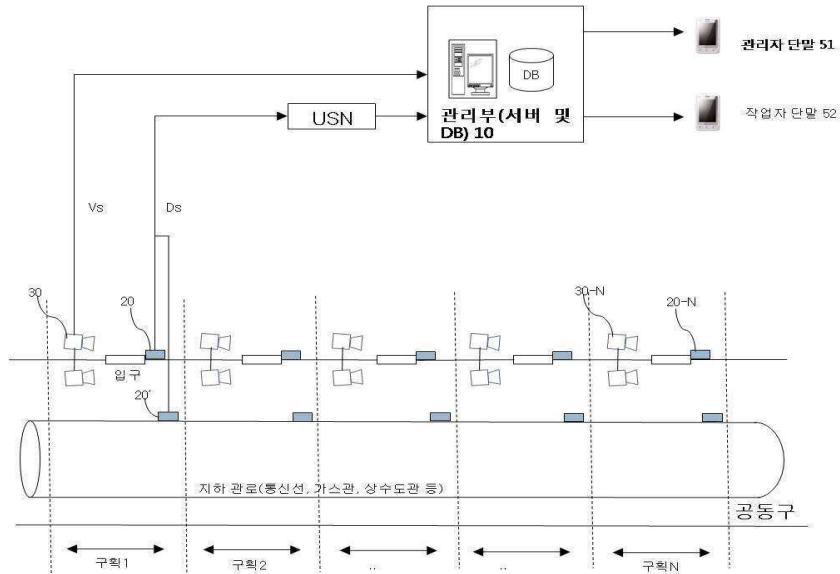 관리자 단말 51
DB
USN
관리부(서버 및
DB) 10
작업자 단말 52
Vs
Ds
30
20
30-N
20-N
입구
20'
지하 관로(통신선, 가스관, 상수도관 등)
공동구
구획1
구획2
..
..
구획N